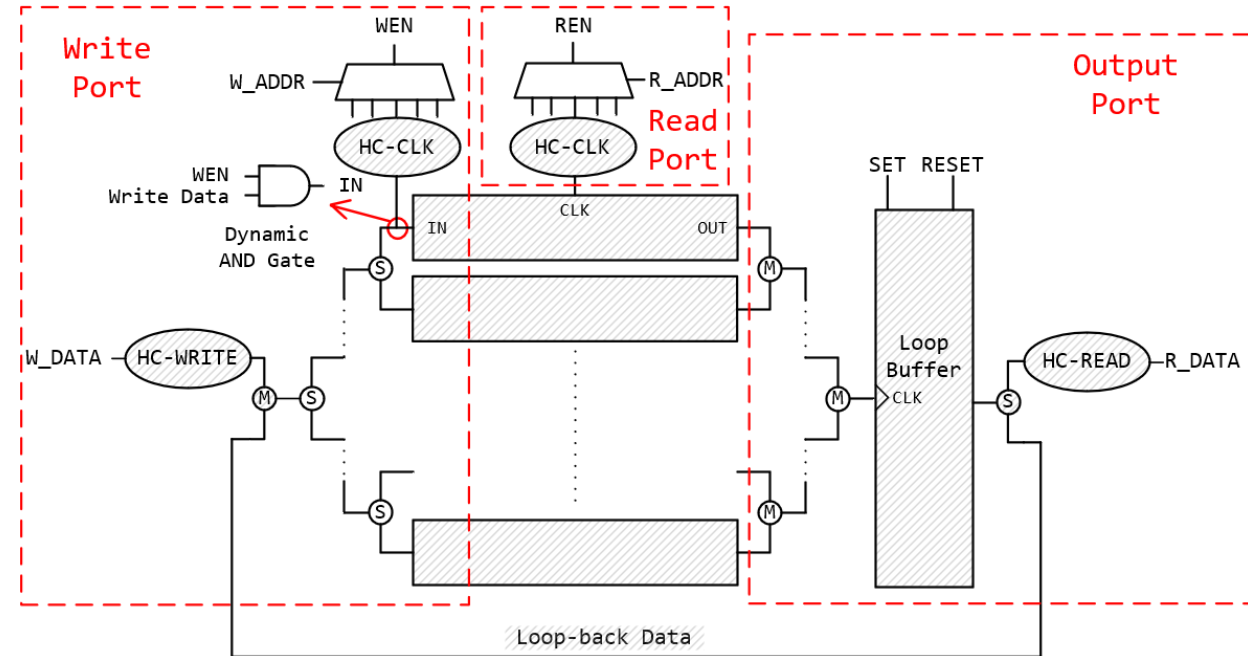 WEN
REN
Write
Port
W_ADDR
R_ADDR
Output
Port
HC-CLK
HC-CLK
Read
Port
WEN
Write Data
IN
SET RESET
CLK
Dynamic
AND Gate
IN
OUT
S
M
W_DATA
HC-WRITE
Loop
Buffer
HC-READ
R_DATA
M
S
M
CLK
S
S
M
Loop-back Data